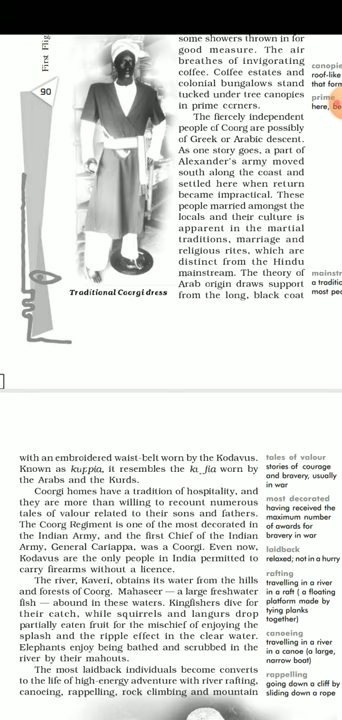 First Flig
90
some showers thrown in for
good measure. The air
breathes of invigorating
coffee. Coffee estates and
colonial bungalows stand
tucked under tree canopies
in prime corners.
The fiercely independent
people of Coorg are possibly
of Greek or Arabic descent.
As one story goes, a part of
Alexander's army moved
south along the coast and
settled here when return
became impractical. These
people married amongst the
locals and their culture is
apparent in the martial
traditions, marriage and
religious rites, which are
distinct from the Hindu
mainstream. The theory of
Arab origin draws support
from the long, black coat
canopie
roof-like
that form
prime
here, be
mainstr
a traditio
most peo
Traditional Coorgi dress
with an embroidered waist-belt worn by the Kodavus.
Known as kuppia, it resembles the worn by
the Arabs and the Kurds.
Coorgi homes have a tradition of hospitality, and
they are more than willing to recount numerous
tales of valour related to their sons and fathers.
The Coorg Regiment is one of the most decorated in
the Indian Army, and the first Chief of the Indian
Army, General Cariappa, was a Coorgi. Even now,
Kodavus are the only people in India permitted to
carry firearms without a licence.
The river, Kaveri, obtains its water from the hills
and forests of Coorg. Mahaseer — a large freshwater
fish — abound in these waters. Kingfishers dive for
their catch, while squirrels and langurs drop
partially eaten fruit for the mischief of enjoying the
splash and the ripple effect in the clear water.
Elephants enjoy being bathed and scrubbed in the
river by their mahouts.
The most laidback individuals become converts
to the life of high-energy adventure with river rafting,
canoeing, rappelling, rock climbing and mountain
tales of valour
stories of courage
and bravery, usually
in war
most decorated
having received the
maximum number
of awards for
bravery in war
laidback
relaxed; not in a hurry
rafting
travelling in a river
in a raft ( a floating
platform made by
tying planks
together)
canoeing
travelling in a river
in a canoe (a large,
narrow boat)
rappelling
going down a cliff by
sliding down a rope